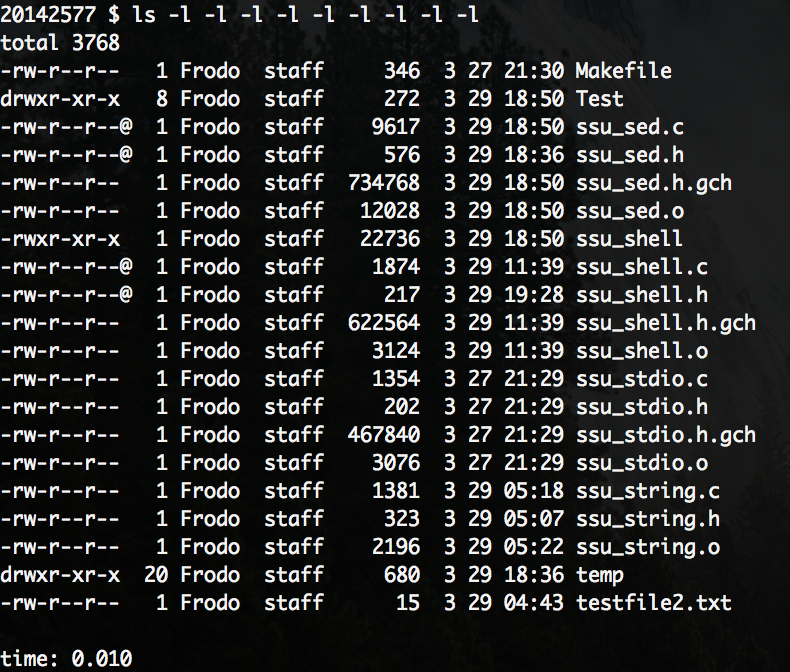 20142577 $ ls -l -l -l -l -l -l -l -l -l
total 3768
-rw-r--r--   1 Frodo  staff     346  3 27 21:30 Makefile
drwxr-xr-x   8 Frodo  staff     272  3 29 18:50 Test
-rw-r--r--@  1 Frodo  staff    9617  3 29 18:50 ssu_sed.c
-rw-r--r--@  1 Frodo  staff     576  3 29 18:36 ssu_sed.h
-rw-r--r--   1 Frodo  staff  734768  3 29 18:50 ssu_sed.h.gch
-rw-r--r--   1 Frodo  staff   12028  3 29 18:50 ssu_sed.o
-rwxr-xr-x   1 Frodo  staff   22736  3 29 18:50 ssu_shell
-rw-r--r--@  1 Frodo  staff    1874  3 29 11:39 ssu_shell.c
-rw-r--r--@  1 Frodo  staff     217  3 29 19:28 ssu_shell.h
-rw-r--r--   1 Frodo  staff  622564  3 29 11:39 ssu_shell.h.gch
-rw-r--r--   1 Frodo  staff    3124  3 29 11:39 ssu_shell.o
-rw-r--r--   1 Frodo  staff    1354  3 27 21:29 ssu_stdio.c
-rw-r--r--   1 Frodo  staff     202  3 27 21:29 ssu_stdio.h
-rw-r--r--   1 Frodo  staff  467840  3 27 21:29 ssu_stdio.h.gch
-rw-r--r--   1 Frodo  staff    3076  3 27 21:29 ssu_stdio.o
-rw-r--r--   1 Frodo  staff    1381  3 29 05:18 ssu_string.c
-rw-r--r--   1 Frodo  staff     323  3 29 05:07 ssu_string.h
-rw-r--r--   1 Frodo  staff    2196  3 29 05:22 ssu_string.o
drwxr-xr-x  20 Frodo  staff     680  3 29 18:36 temp
-rw-r--r--   1 Frodo  staff      15  3 29 04:43 testfile2.txt
time: 0.010